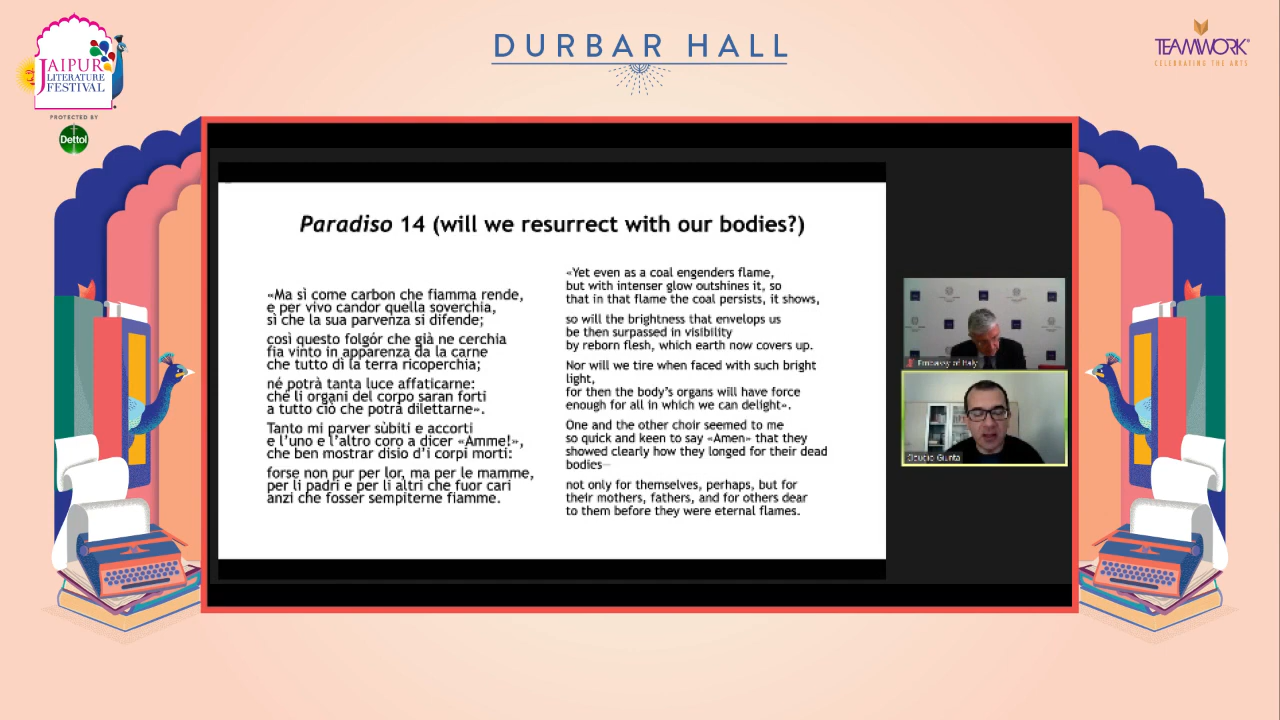 DURBAR HALL
JAIPUR
LITERATURE
FESTIVAL
PROTECTED BY
Dettol
TEAMWORK
CELEBRATING THE ARTS
Paradiso 14 (will we resurrect with our bodies?)
«Ma sì come carbon che fiamma rende,
e per vivo candor quella soverchia,
sì che la sua parvenza si difende;
così questo folgór che già ne cerchia
fia vinto in apparenza da la carne
che tutto dì la terra ricoperchia;
né potrà tanta luce affaticarne:
ché li organi del corpo saran forti
a tutto ciò che potrà dilettarne».
Tanto mi parver sùbiti e accorti
e l'uno e l'altro coro a dicer «Amme!»,
che ben mostrar disio d'i corpi morti:
forse non pur per lor, ma per le mamme,
per li padri e per li altri che fuor cari
anzi che fosser sempiterne fiamme.
«Yet even as a coal engenders flame,
but with intenser glow outshines it, so
that in that flame the coal persists, it shows,
so will the brightness that envelops us
be then surpassed in visibility
by reborn flesh, which earth now covers up.
Nor will we tire when faced with such bright
light,
for then the body's organs will have force
enough for all in which we can delight».
One and the other choir seemed to me
so quick and keen to say «Amen» that they
showed clearly how they longed for their dead
bodies—
not only for themselves, perhaps, but for
their mothers, fathers, and for others dear
to them before they were eternal flames.
Embassy of Italy
Claudio Giunta